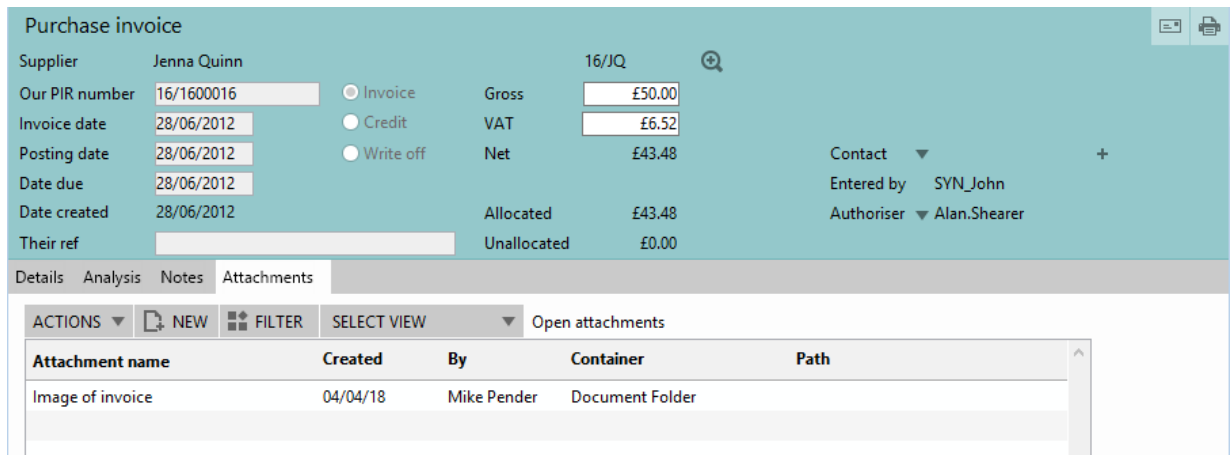 Purchase invoice
Supplier Jenna Quinn 16/JQ
Our PIR number 16/1600016 Invoice Gross £50.00
Invoice date 28/06/2012 Credit VAT £6.52
Posting date 28/06/2012 Write off Net £43.48 Contact +
Date due 28/06/2012 Entered by SYN_John
Date created 28/06/2012 Allocated £43.48 Authoriser Alan.Shearer
Their ref Unallocated £0.00
Details Analysis Notes Attachments
ACTIONS NEW FILTER SELECT VIEW Open attachments
Attachment name Created By Container Path
Image of invoice 04/04/18 Mike Pender Document Folder